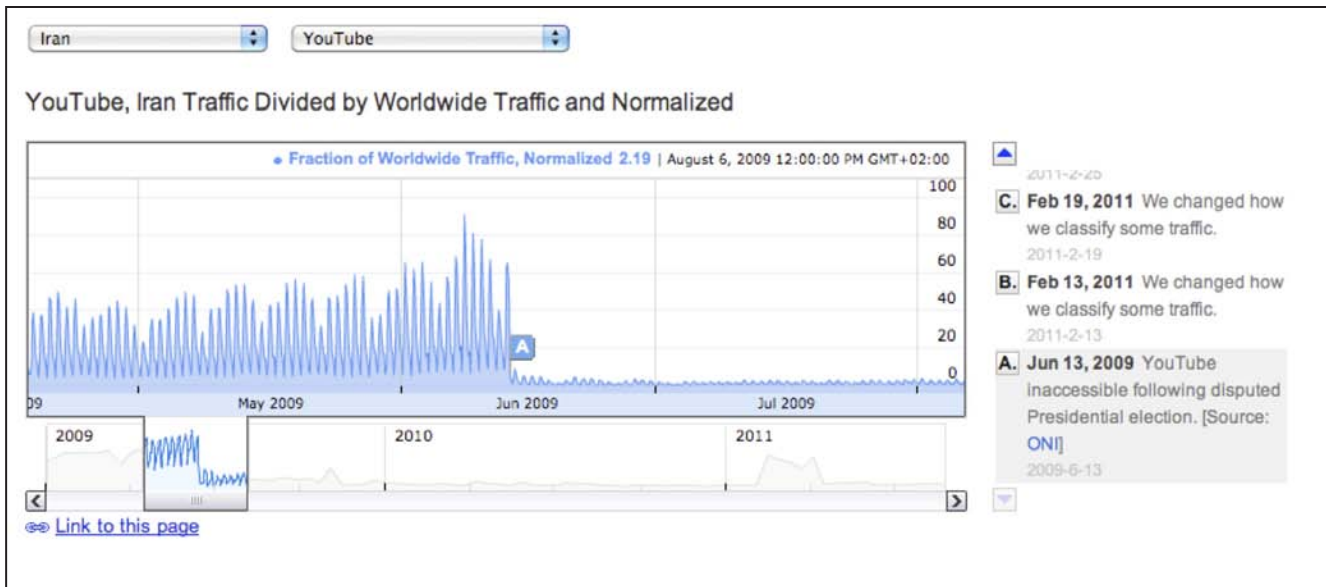 Iran YouTube
YouTube, Iran Traffic Divided by Worldwide Traffic and Normalized
Fraction of Worldwide Traffic, Normalized 2.19 | August 6, 2009 12:00:00 PM GMT+02:00
100
80
60
40
20
0
A
09 May 2009 Jun 2009 Jul 2009
2009 2010 2011
Link to this page
2011-2-25
C. Feb 19, 2011 We changed how
we classify some traffic.
2011-2-19
B. Feb 13, 2011 We changed how
we classify some traffic.
2011-2-13
A. Jun 13, 2009 YouTube
inaccessible following disputed
Presidential election. [Source:
ONI]
2009-6-13